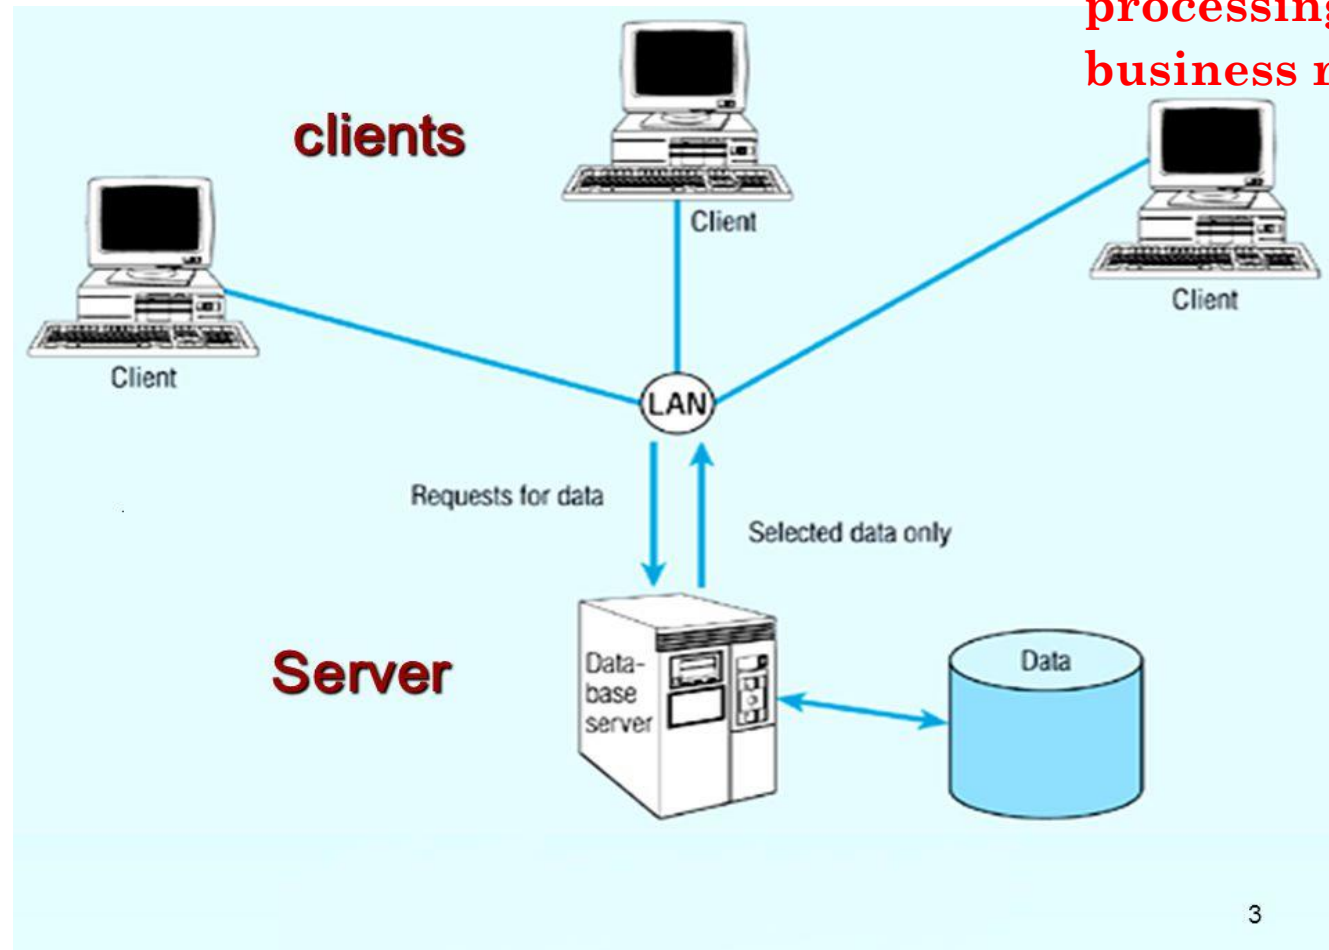 processing
business r
clients
Client
Client
Client
LAN
Requests for data
Selected data only
Server
Data-
base
server
Data
3